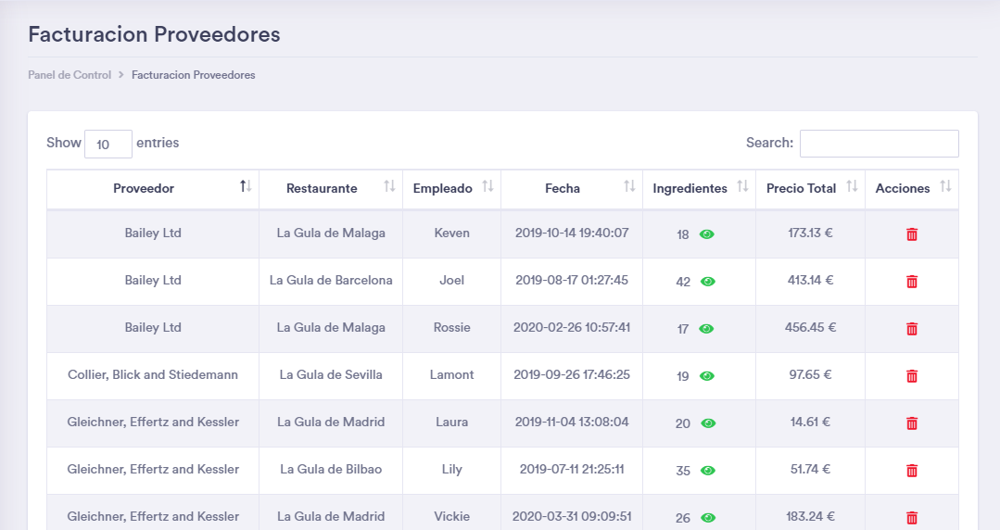 Facturacion Proveedores
Panel de Control > Facturacion Proveedores
Show 10 entries Search:
Proveedor Restaurante Empleado Fecha Ingredientes Precio Total Acciones
Bailey Ltd La Gula de Malaga Keven 2019-10-14 19:40:07 18 173.13 €
Bailey Ltd La Gula de Barcelona Joel 2019-08-17 01:27:45 42 413.14 €
Bailey Ltd La Gula de Malaga Rossie 2020-02-26 10:57:41 17 456.45 €
Collier, Blick and Stiedemann La Gula de Sevilla Lamont 2019-09-26 17:46:25 19 97.65 €
Gleichner, Effertz and Kessler La Gula de Madrid Laura 2019-11-04 13:08:04 20 14.61 €
Gleichner, Effertz and Kessler La Gula de Bilbao Lily 2019-07-11 21:25:11 35 51.74 €
Gleichner, Effertz and Kessler La Gula de Madrid Vickie 2020-03-31 09:09:51 26 183.24 €